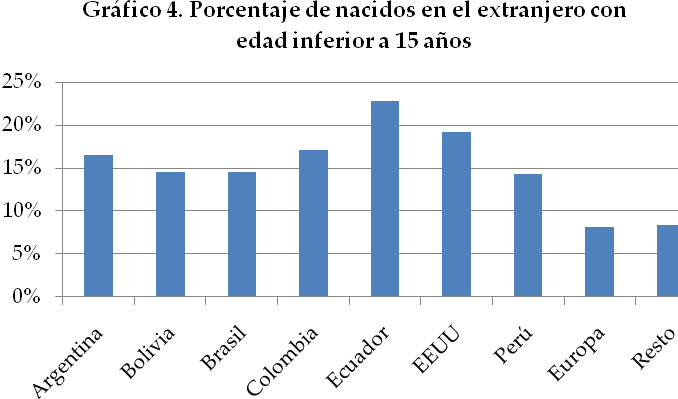 Gráfico 4. Porcentaje de nacidos en el extranjero con
edad inferior a 15 años
25%
20%
15%
10%
5%
0%
Argentina
Bolivia
Brasil
Colombia
Ecuador
EEUU
Perú
Europa
Resto